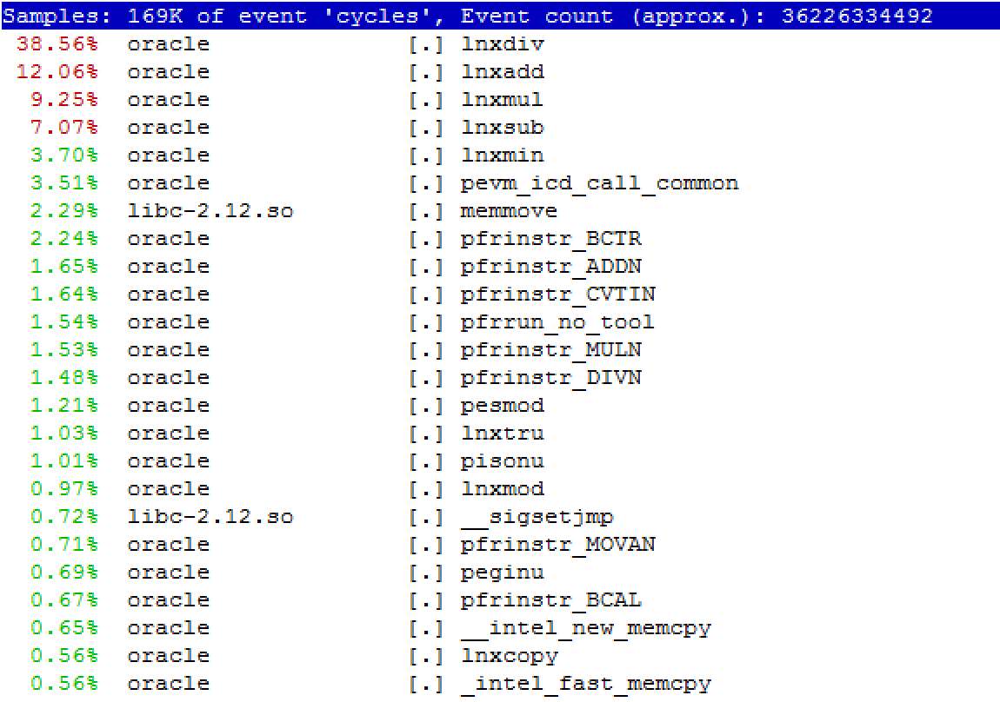 Samples: 169K of event 'cycles', Event count (approx.): 36226334492
38.56% oracle [.] lnxdiv
12.06% oracle [.] lnxadd
9.25% oracle [.] lnxmul
7.07% oracle [.] lnxsub
3.70% oracle [.] lnxmin
3.51% oracle [.] pevm_icd_call_common
2.29% libc-2.12.so [.] memmove
2.24% oracle [.] pfrinstr_BCTR
1.65% oracle [.] pfrinstr_ADDN
1.64% oracle [.] pfrinstr_CVTIN
1.54% oracle [.] pfrrun_no_tool
1.53% oracle [.] pfrinstr_MULN
1.48% oracle [.] pfrinstr_DIVN
1.21% oracle [.] pesmod
1.03% oracle [.] lnxtru
1.01% oracle [.] pisonu
0.97% oracle [.] lnxmod
0.72% libc-2.12.so [.] __sigsetjmp
0.71% oracle [.] pfrinstr_MOVAN
0.69% oracle [.] peginu
0.67% oracle [.] pfrinstr_BCAL
0.65% oracle [.] __intel_new_memcpy
0.56% oracle [.] lnxcopy
0.56% oracle [.] _intel_fast_memcpy